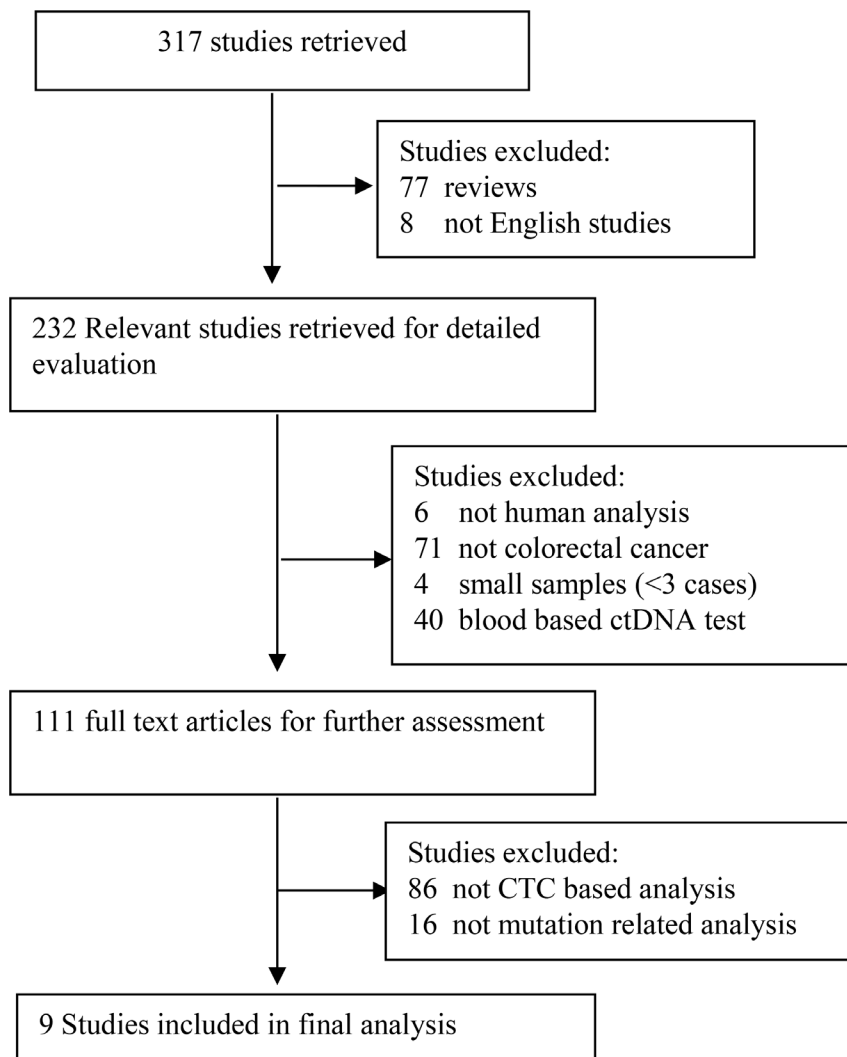 317 studies retrieved
Studies excluded:
77 reviews
8 not English studies
232 Relevant studies retrieved for detailed
evaluation
Studies excluded:
6 not human analysis
71 not colorectal cancer
4 small samples (<3 cases)
40 blood based ctDNA test
111 full text articles for further assessment
Studies excluded:
86 not CTC based analysis
16 not mutation related analysis
9 Studies included in final analysis